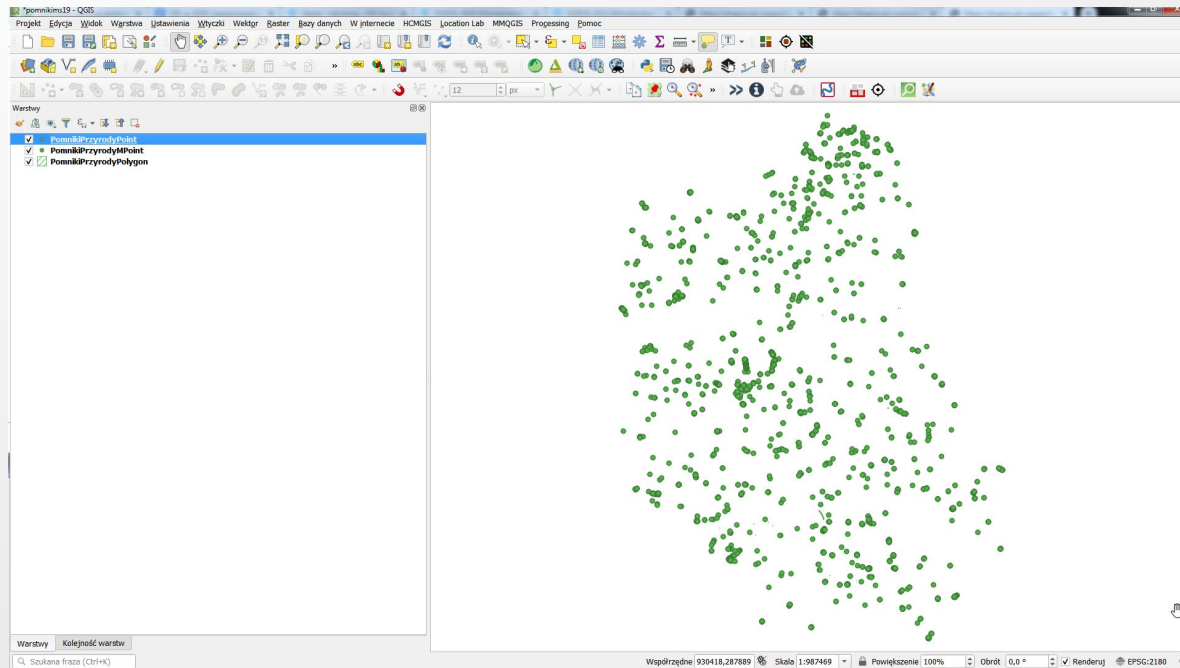 *pomnikims19 - QGIS
Projekt Edycja Widok Warstwa Ustawienia Wtyczki Wektor Raster Bazy danych W internecie HCMGIS Location Lab MMQGIS Processing Pomoc
12 px
Warstwy
PomnikiPrzyrodyPoint
PomnikiPrzyrodyMPoint
PomnikiPrzyrodyPolygon
Warstwy Kolejność warstw
Szukana fraza (Ctrl+K) Współrzędne 930418,287889 Skala 1:987469 Powiększenie 100% Obrót 0,0 ° Renderuj EPSG:2180